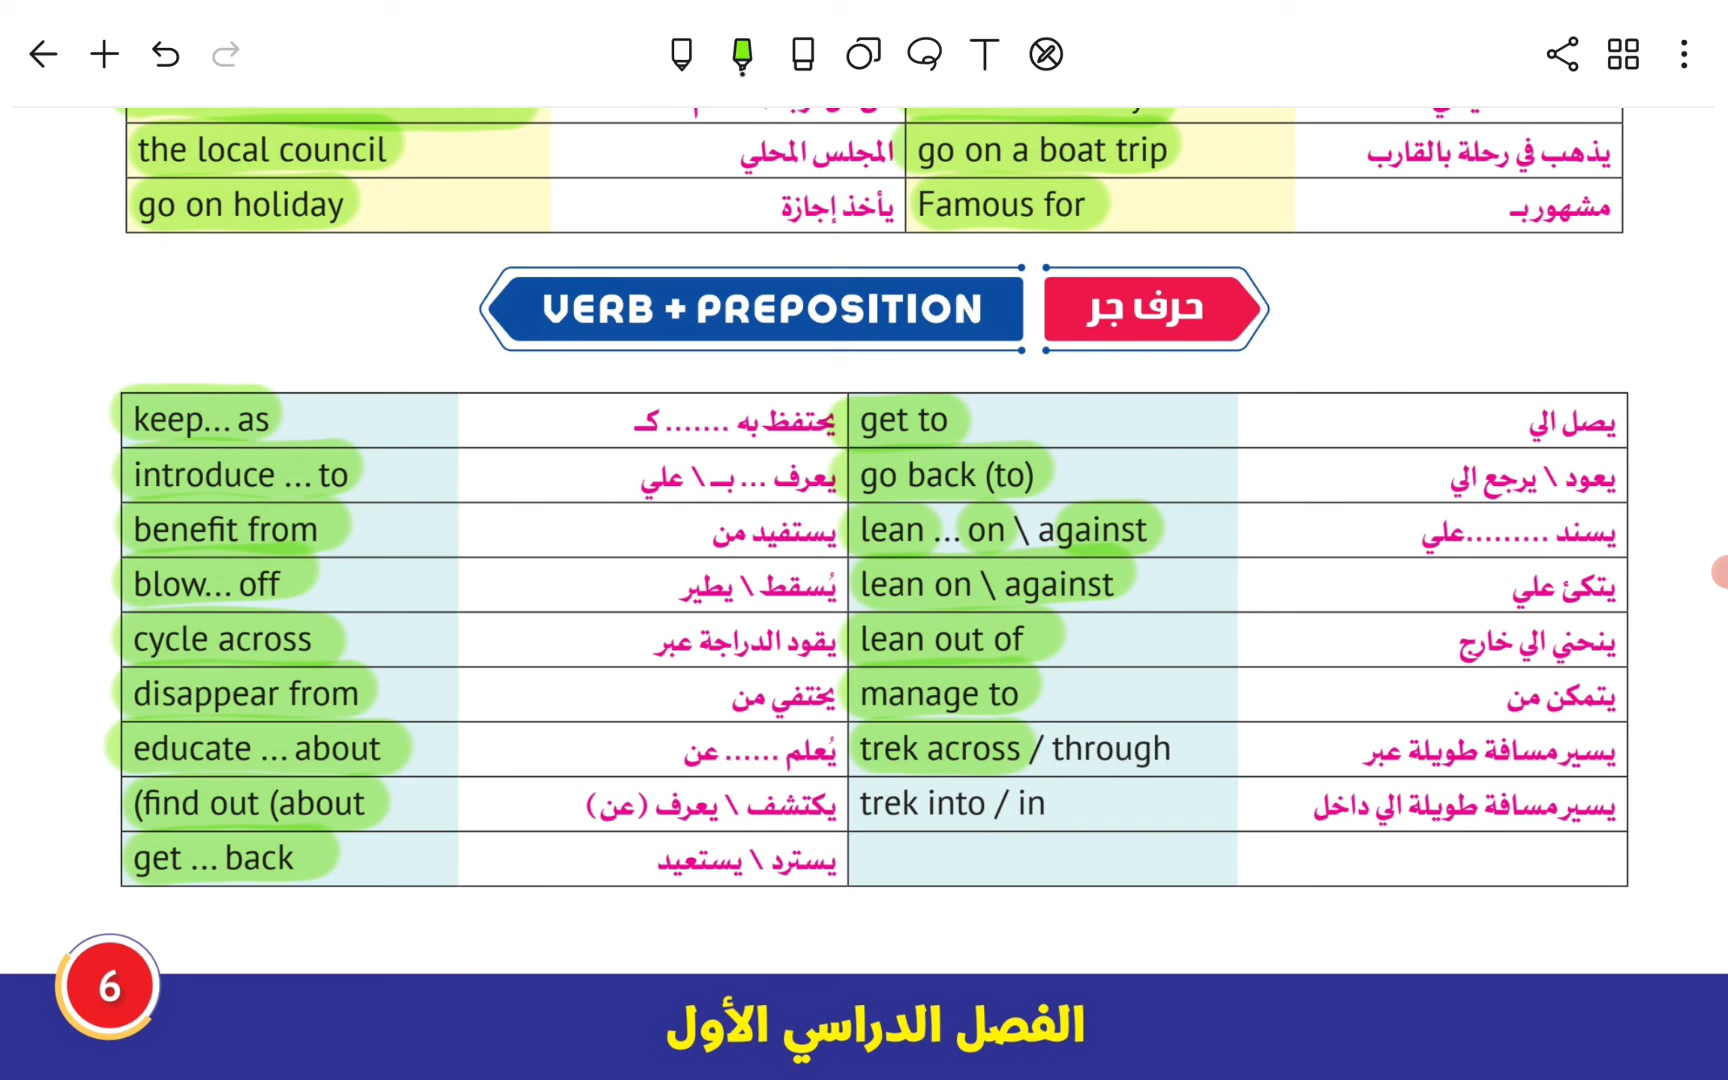 the local council المجلس المحلي go on a boat trip يذهب في رحلة بالقارب
go on holiday يأخذ إجازة Famous for مشهور بـ
VERB + PREPOSITION حرف جر
keep... as يحتفظ به ....... كـ get to يصل الي
introduce ... to يعرف ... بـ \ علي go back (to) يعود \ يرجع الي
benefit from يستفيد من lean ... on \ against يسند .........علي
blow... off يُسقط \ يطير lean on \ against يتكئ علي
cycle across يقود الدراجة عبر lean out of ينحني الي خارج
disappear from يختفي من manage to يتمكن من
educate ... about يُعلم ...... عن trek across / through يسير مسافة طويلة عبر
(find out (about يكتشف \ يعرف (عن) trek into / in يسير مسافة طويلة الي داخل
get ... back يسترد \ يستعيد
6
الفصل الدراسي الأول